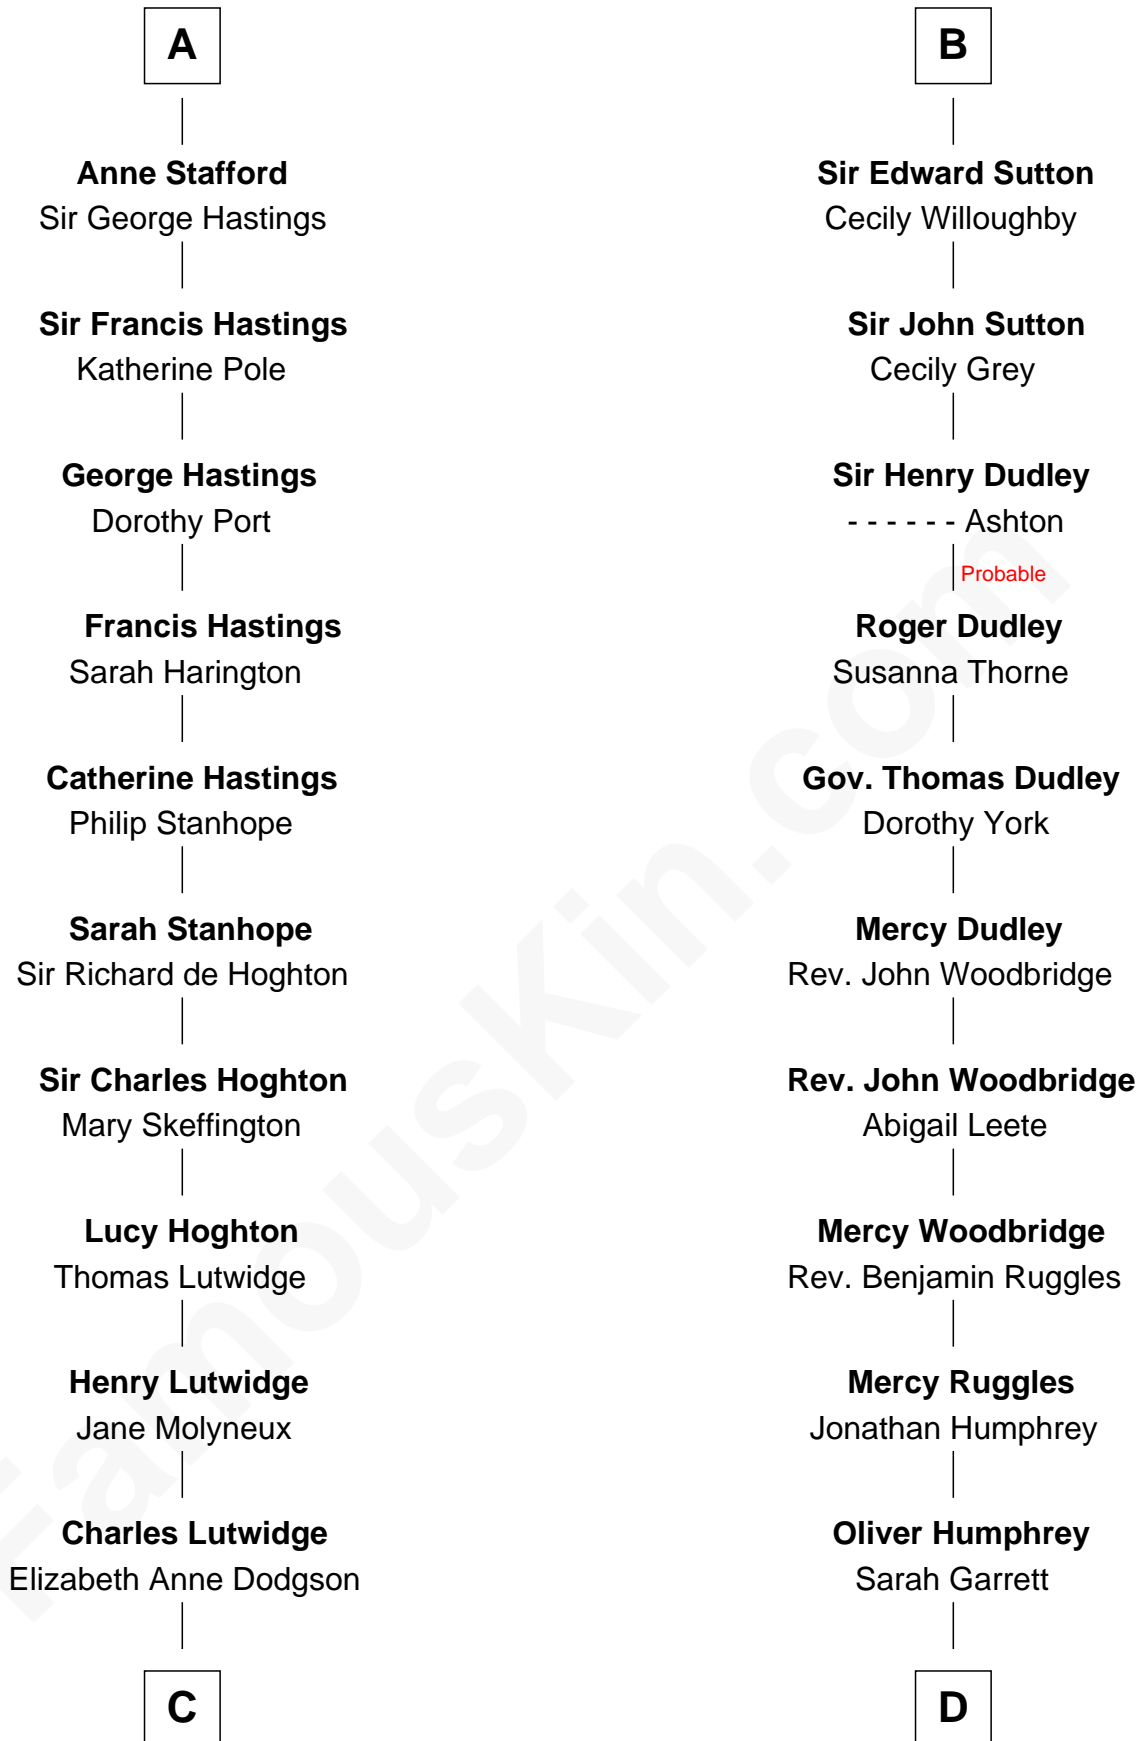 A
Anne Stafford
Sir George Hastings
Sir Francis Hastings
Katherine Pole
George Hastings
Dorothy Port
Francis Hastings
Sarah Harington
Catherine Hastings
Philip Stanhope
Sarah Stanhope
Sir Richard de Hoghton
Sir Charles Hoghton
Mary Skeffington
Lucy Hoghton
Thomas Lutwidge
Henry Lutwidge
Jane Molyneux
Charles Lutwidge
Elizabeth Anne Dodgson
C
B
Sir Edward Sutton
Cecily Willoughby
Sir John Sutton
Cecily Grey
Sir Henry Dudley
- - - - - - Ashton
Probable
Roger Dudley
Susanna Thorne
Gov. Thomas Dudley
Dorothy York
Mercy Dudley
Rev. John Woodbridge
Rev. John Woodbridge
Abigail Leete
Mercy Woodbridge
Rev. Benjamin Ruggles
Mercy Ruggles
Jonathan Humphrey
Oliver Humphrey
Sarah Garrett
D
FamousKin.com